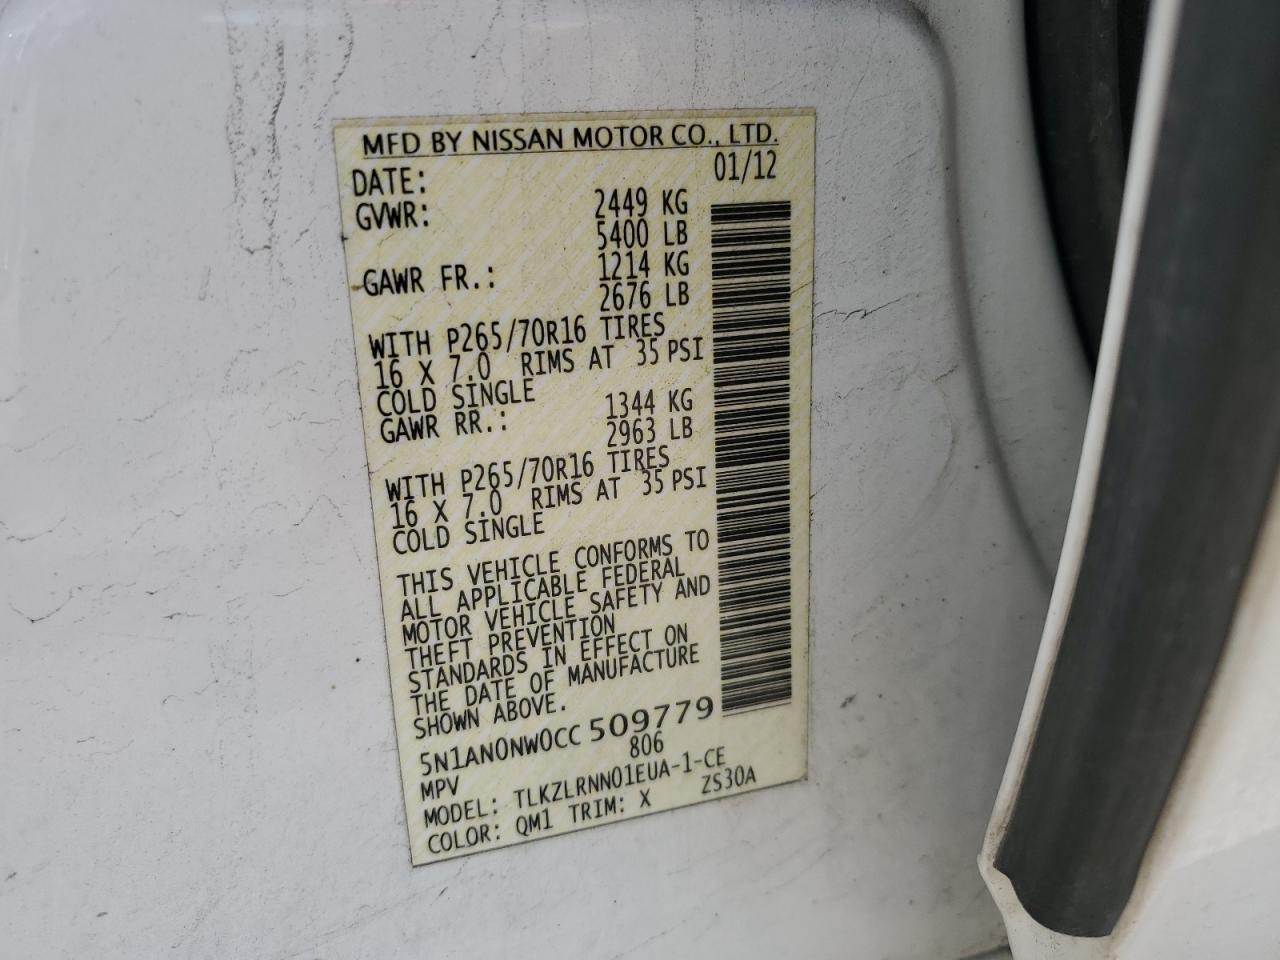 MFD BY NISSAN MOTOR CO., LTD.
DATE: 01/12
GVWR: 2449 KG
5400 LB
GAWR FR.: 1214 KG
2676 LB
WITH P265/70R16 TIRES
16 X 7.0 RIMS AT 35 PSI
COLD SINGLE
GAWR RR.: 1344 KG
2963 LB
WITH P265/70R16 TIRES
16 X 7.0 RIMS AT 35 PSI
COLD SINGLE
THIS VEHICLE CONFORMS TO
ALL APPLICABLE FEDERAL
MOTOR VEHICLE SAFETY AND
THEFT PREVENTION
STANDARDS IN EFFECT ON
THE DATE OF MANUFACTURE
SHOWN ABOVE.
5N1AN0NW0CC 509779
MPV 806
MODEL: TLKZLRNN01EUA-1-CE
COLOR: QM1 TRIM: X ZS30A